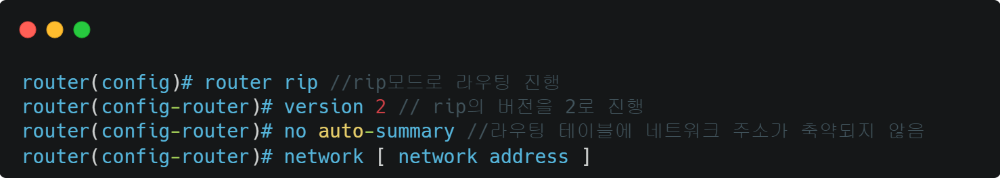 router(config)# router rip //rip모드로 라우팅 진행
router(config-router)# version 2 // rip의 버전을 2로 진행
router(config-router)# no auto-summary //라우팅 테이블에 네트워크 주소가 축약되지 않음
router(config-router)# network [ network address ]